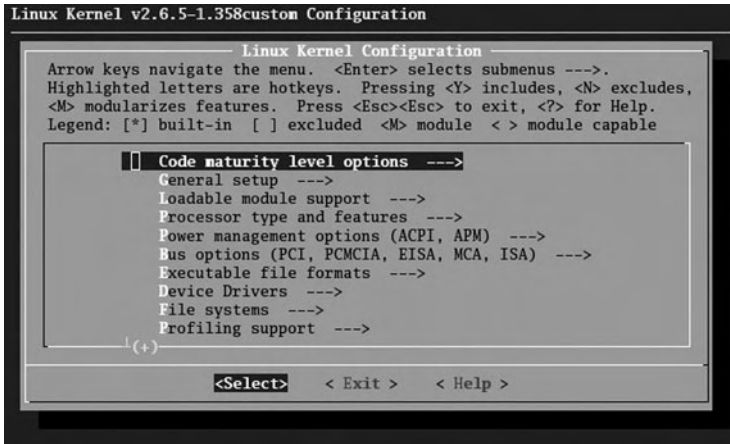 Linux Kernel v2.6.5-1.358custom Configuration
Linux Kernel Configuration
Arrow keys navigate the menu. <Enter> selects submenus --->.
Highlighted letters are hotkeys. Pressing <Y> includes, <N> excludes,
<M> modularizes features. Press <Esc><Esc> to exit, <?> for Help.
Legend: [*] built-in [ ] excluded <M> module < > module capable
Code maturity level options --->
General setup --->
Loadable module support --->
Processor type and features --->
Power management options (ACPI, APM) --->
Bus options (PCI, PCMCIA, EISA, MCA, ISA) --->
Executable file formats --->
Device Drivers --->
File systems --->
Profiling support --->
(+)
<Select> < Exit > < Help >